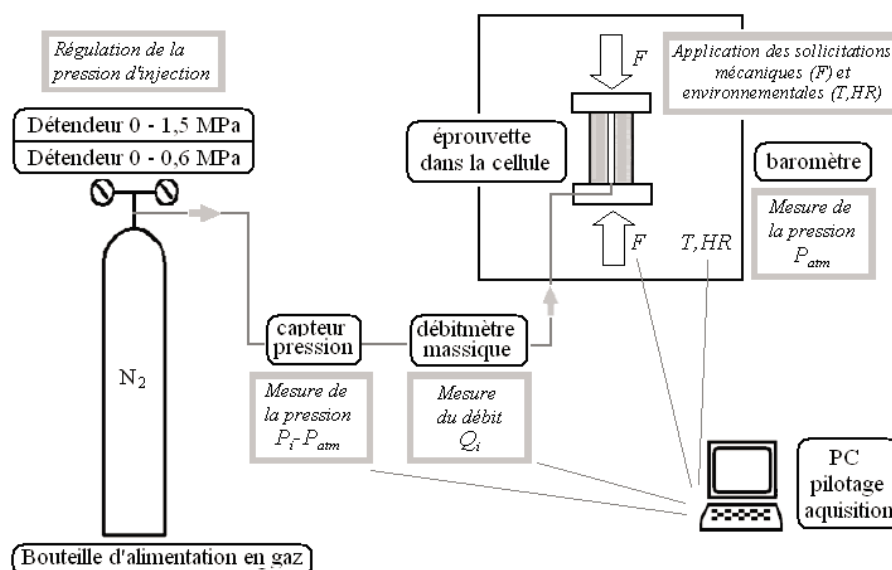 Régulation de la
pression d'injection
Détendeur 0 - 1,5 MPa
Détendeur 0 - 0,6 MPa
N2
Bouteille d'alimentation en gaz
capteur
pression
Mesure de
la pression
Pi-Patm
débitmètre
massique
Mesure
du débit
Qi
éprouvette
dans la cellule
F
F
T,HR
Application des sollicitations
mécaniques (F) et
environnementales (T,HR)
baromètre
Mesure de
la pression
Patm
PC
pilotage
aquisition